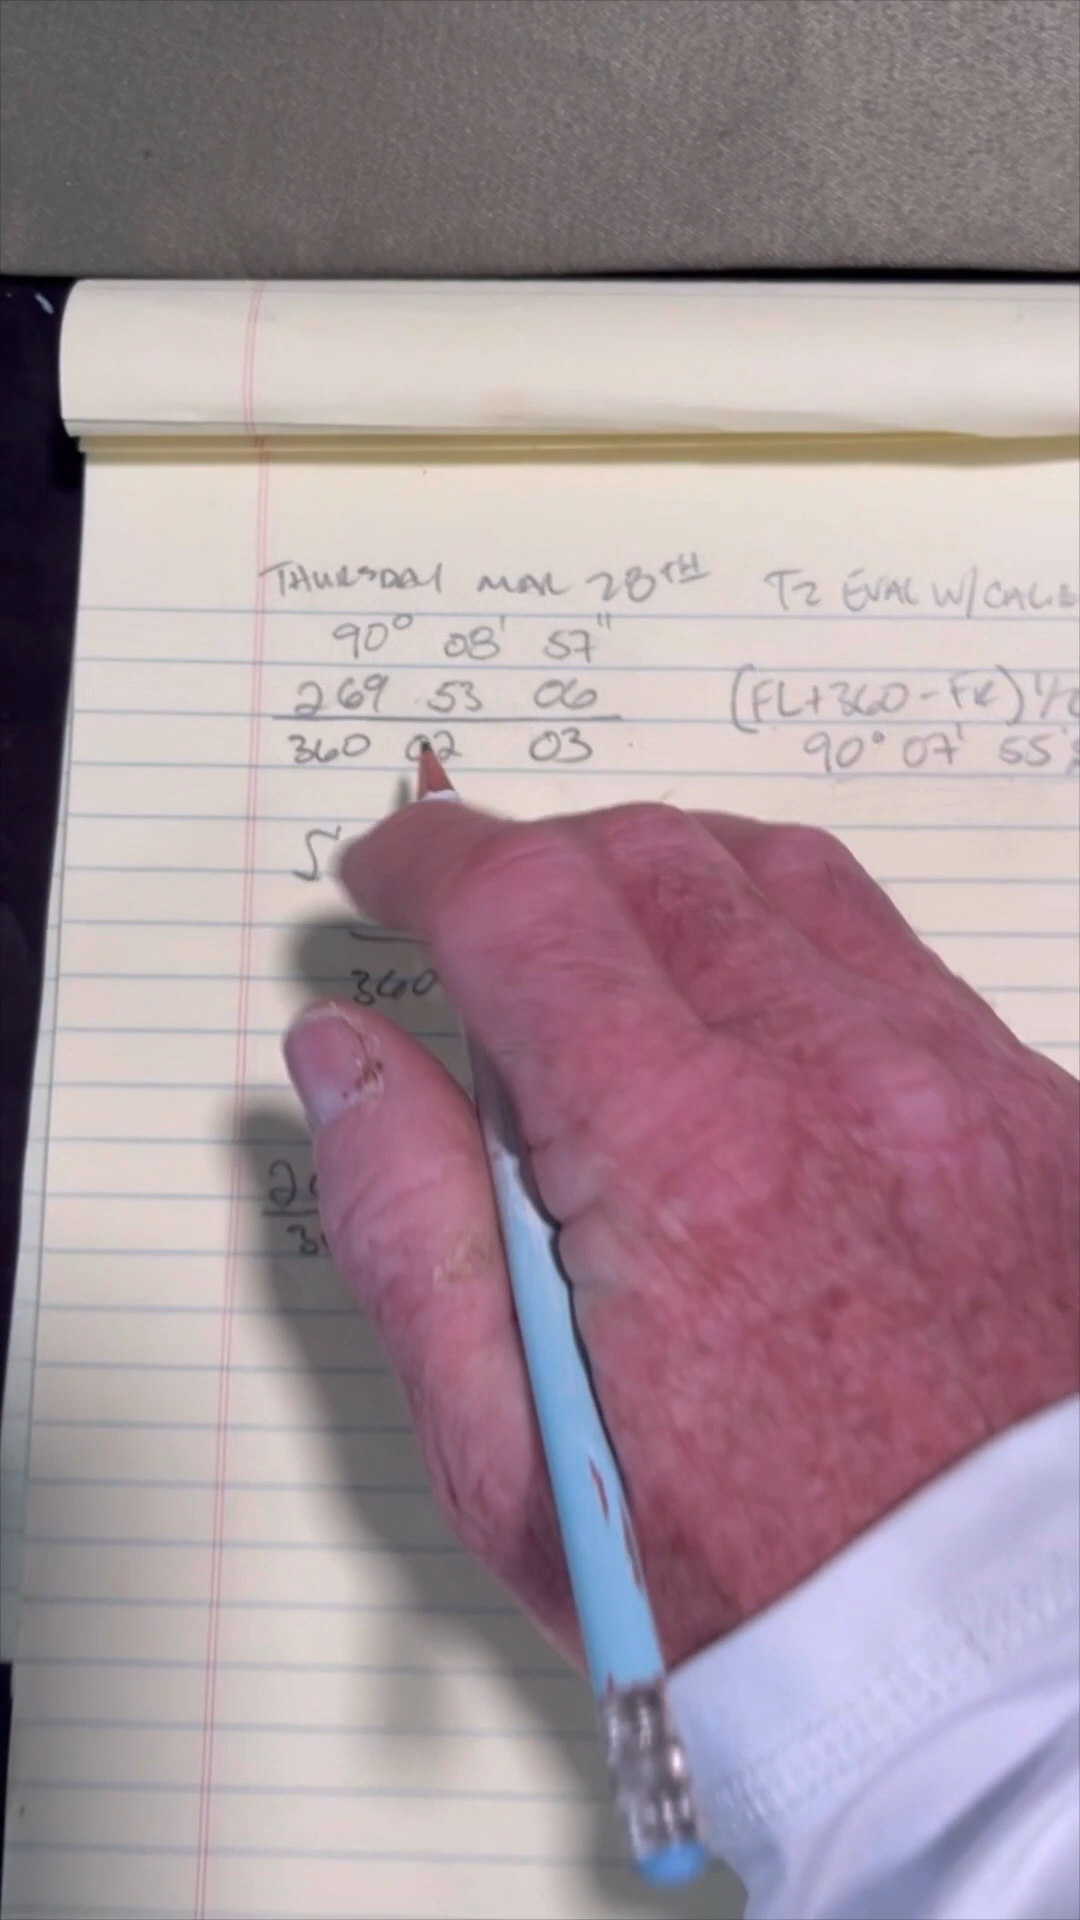 THURSDAY MAR 28TH T2 EVAL W/CALIB
90° 08' 57"
269 53 06 (FL+360-FR) 1/2
360 02 03 90° 07' 55
360